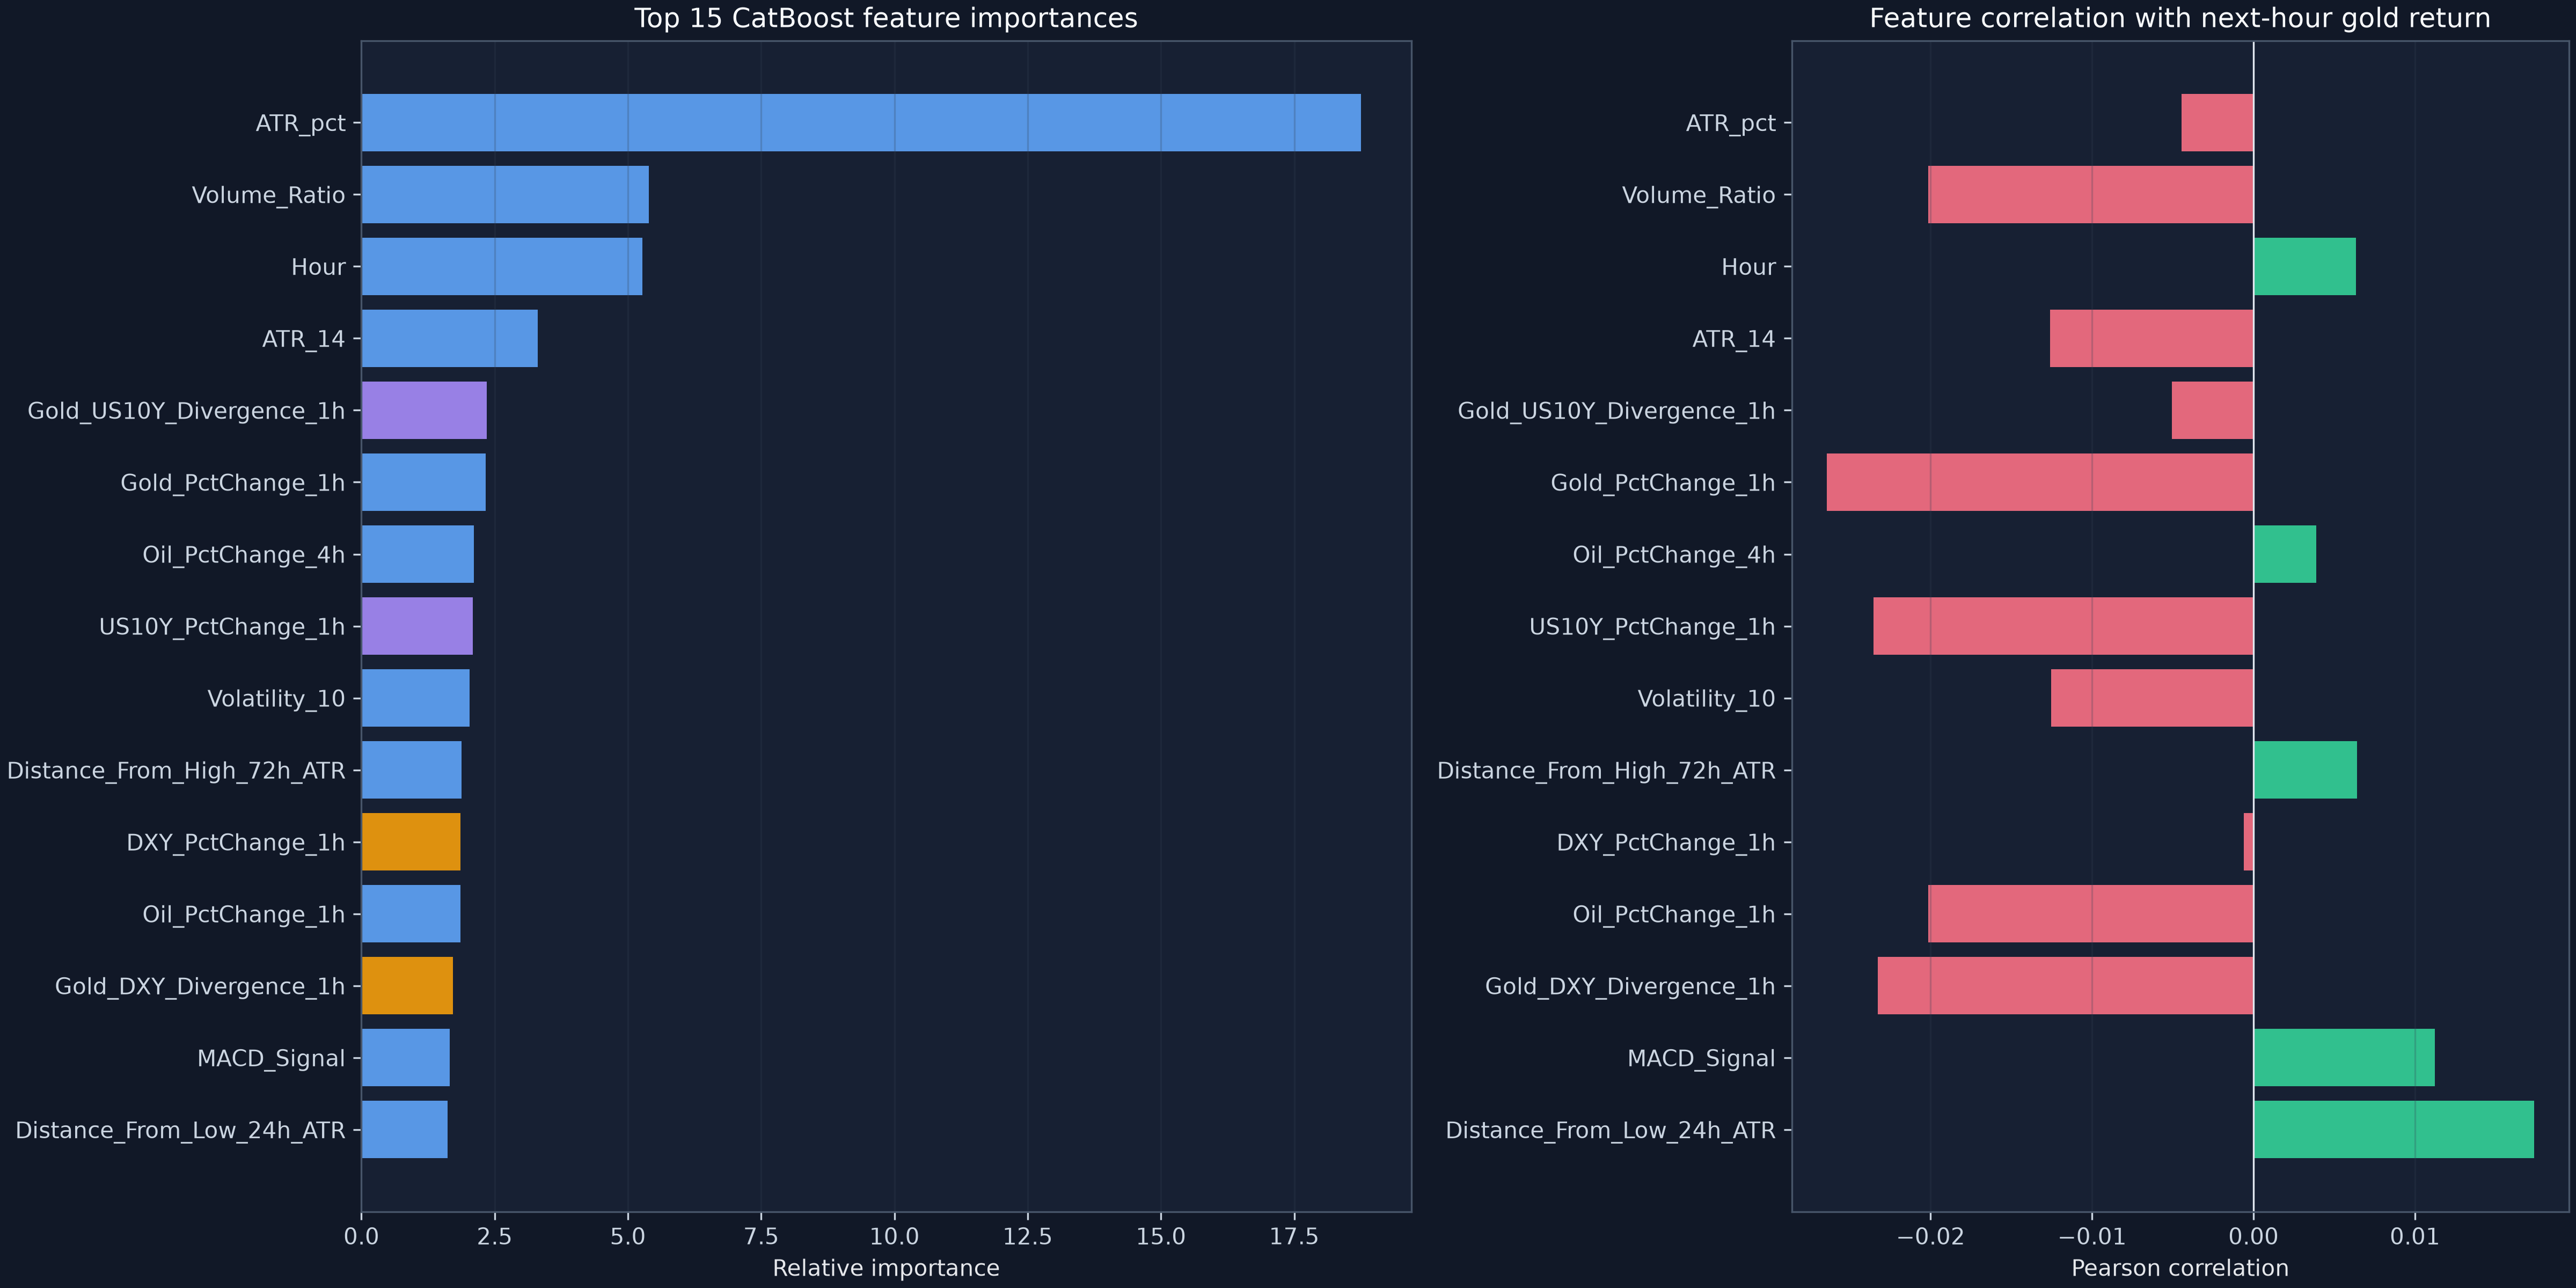 Top 15 CatBoost feature importances
ATR_pct
Volume_Ratio
Hour
ATR_14
Gold_US10Y_Divergence_1h
Gold_PctChange_1h
Oil_PctChange_4h
US10Y_PctChange_1h
Volatility_10
Distance_From_High_72h_ATR
DXY_PctChange_1h
Oil_PctChange_1h
Gold_DXY_Divergence_1h
MACD_Signal
Distance_From_Low_24h_ATR
0.0 2.5 5.0 7.5 10.0 12.5 15.0 17.5
Relative importance
Feature correlation with next-hour gold return
ATR_pct
Volume_Ratio
Hour
ATR_14
Gold_US10Y_Divergence_1h
Gold_PctChange_1h
Oil_PctChange_4h
US10Y_PctChange_1h
Volatility_10
Distance_From_High_72h_ATR
DXY_PctChange_1h
Oil_PctChange_1h
Gold_DXY_Divergence_1h
MACD_Signal
Distance_From_Low_24h_ATR
−0.02 −0.01 0.00 0.01
Pearson correlation